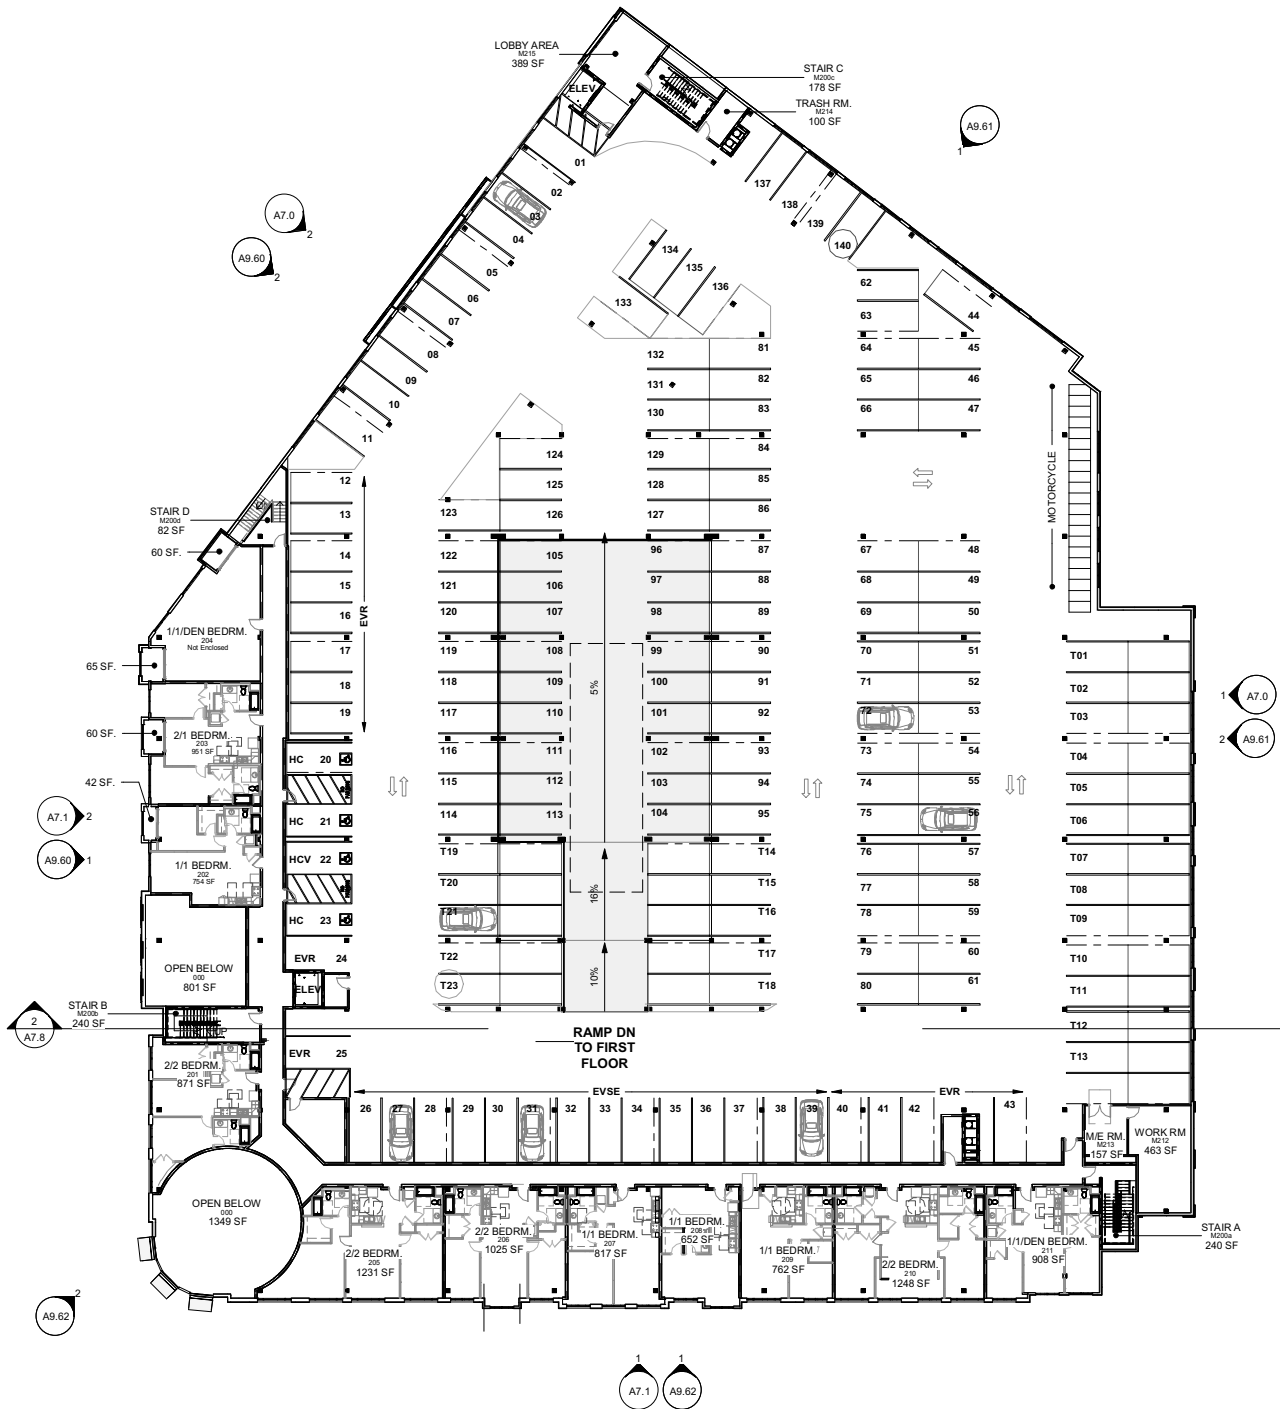 LOBBY AREA
M215
389 SF
ELEV
STAIR C
M200c
178 SF
TRASH RM.
M214
100 SF
A9.61
1
A7.0
2
A9.60
2
01
02
03
04
05
06
07
08
09
10
11
137
138
139
140
134
135
136
133
62
63
44
132
81
64
45
131
82
65
46
130
83
66
47
MOTORCYCLE
124
129
84
125
128
85
123
126
127
86
12
13
14
15
16
17
18
19
EVR
STAIR D
M200d
82 SF
60 SF.
1/1/DEN BEDRM.
204
Not Enclosed
65 SF.
2/1 BEDRM.
203
951 SF
60 SF.
42 SF.
1/1 BEDRM.
202
754 SF
A7.1
2
A9.60
1
122
105
96
87
67
48
121
106
97
88
68
49
120
107
98
89
69
50
119
108
99
90
70
51
118
109
100
91
71
52
117
110
101
92
72
53
116
111
102
93
73
54
115
112
103
94
74
55
114
113
104
95
75
56
5%
16%
10%
T01
T02
T03
T04
T05
T06
T07
T08
T09
T10
T11
T12
T13
1
A7.0
2
A9.61
HC 20
HC 21
HCV 22
HC 23
EVR 24
ELEV
T19
T14
76
57
T20
T15
77
58
T21
T16
78
59
T22
T17
79
60
T23
T18
80
61
OPEN BELOW
000
801 SF
STAIR B
M200b
240 SF
UP
2
A7.8
RAMP DN
TO FIRST
FLOOR
2/2 BEDRM.
201
871 SF
EVR 25
EVSE
EVR
26
27
28
29
30
31
32
33
34
35
36
37
38
39
40
41
42
43
M/E RM.
M213
157 SF
WORK RM
M212
463 SF
OPEN BELOW
000
1349 SF
2/2 BEDRM.
205
1231 SF
2/2 BEDRM.
206
1025 SF
1/1 BEDRM.
207
817 SF
1/1 BEDRM.
652 SF
1/1 BEDRM.
209
762 SF
2/2 BEDRM.
210
1248 SF
1/1/DEN BEDRM.
211
908 SF
STAIR A
M200a
240 SF
2
A9.62
1
A7.1
1
A9.62